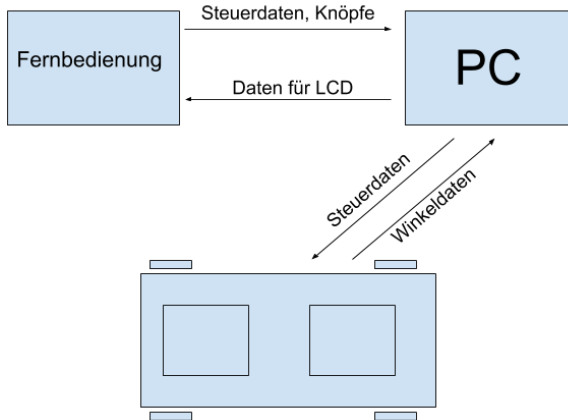 Steuerdaten, Knöpfe
Fernbedienung
PC
Daten für LCD
Steuerdaten
Winkeldaten